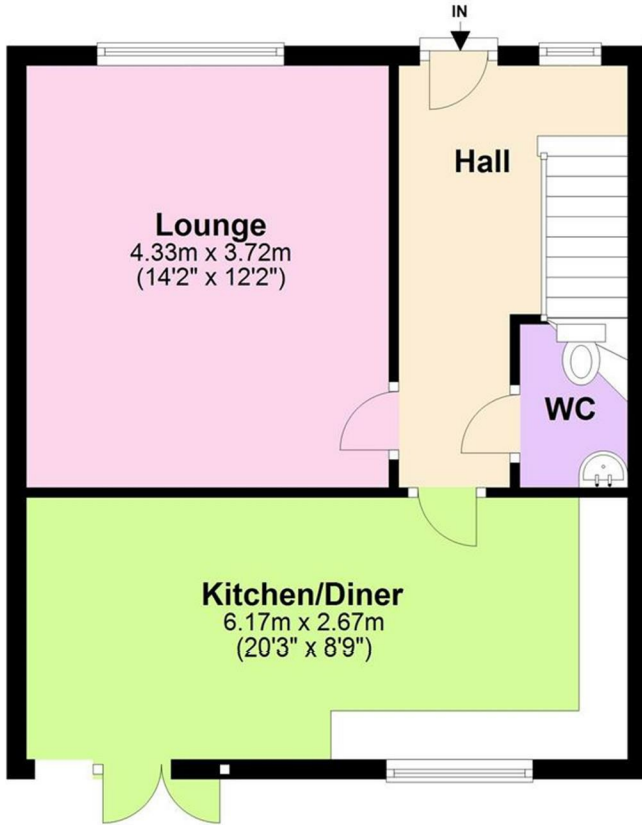 IN
Hall
Lounge
4.33m x 3.72m
(14'2" x 12'2")
WC
Kitchen/Diner
6.17m x 2.67m
(20'3" x 8'9")